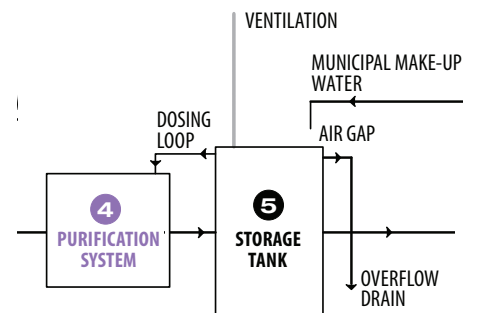 VENTILATION
MUNICIPAL MAKE-UP
WATER
DOSING
LOOP
AIR GAP
4
PURIFICATION
SYSTEM
5
STORAGE
TANK
OVERFLOW
DRAIN